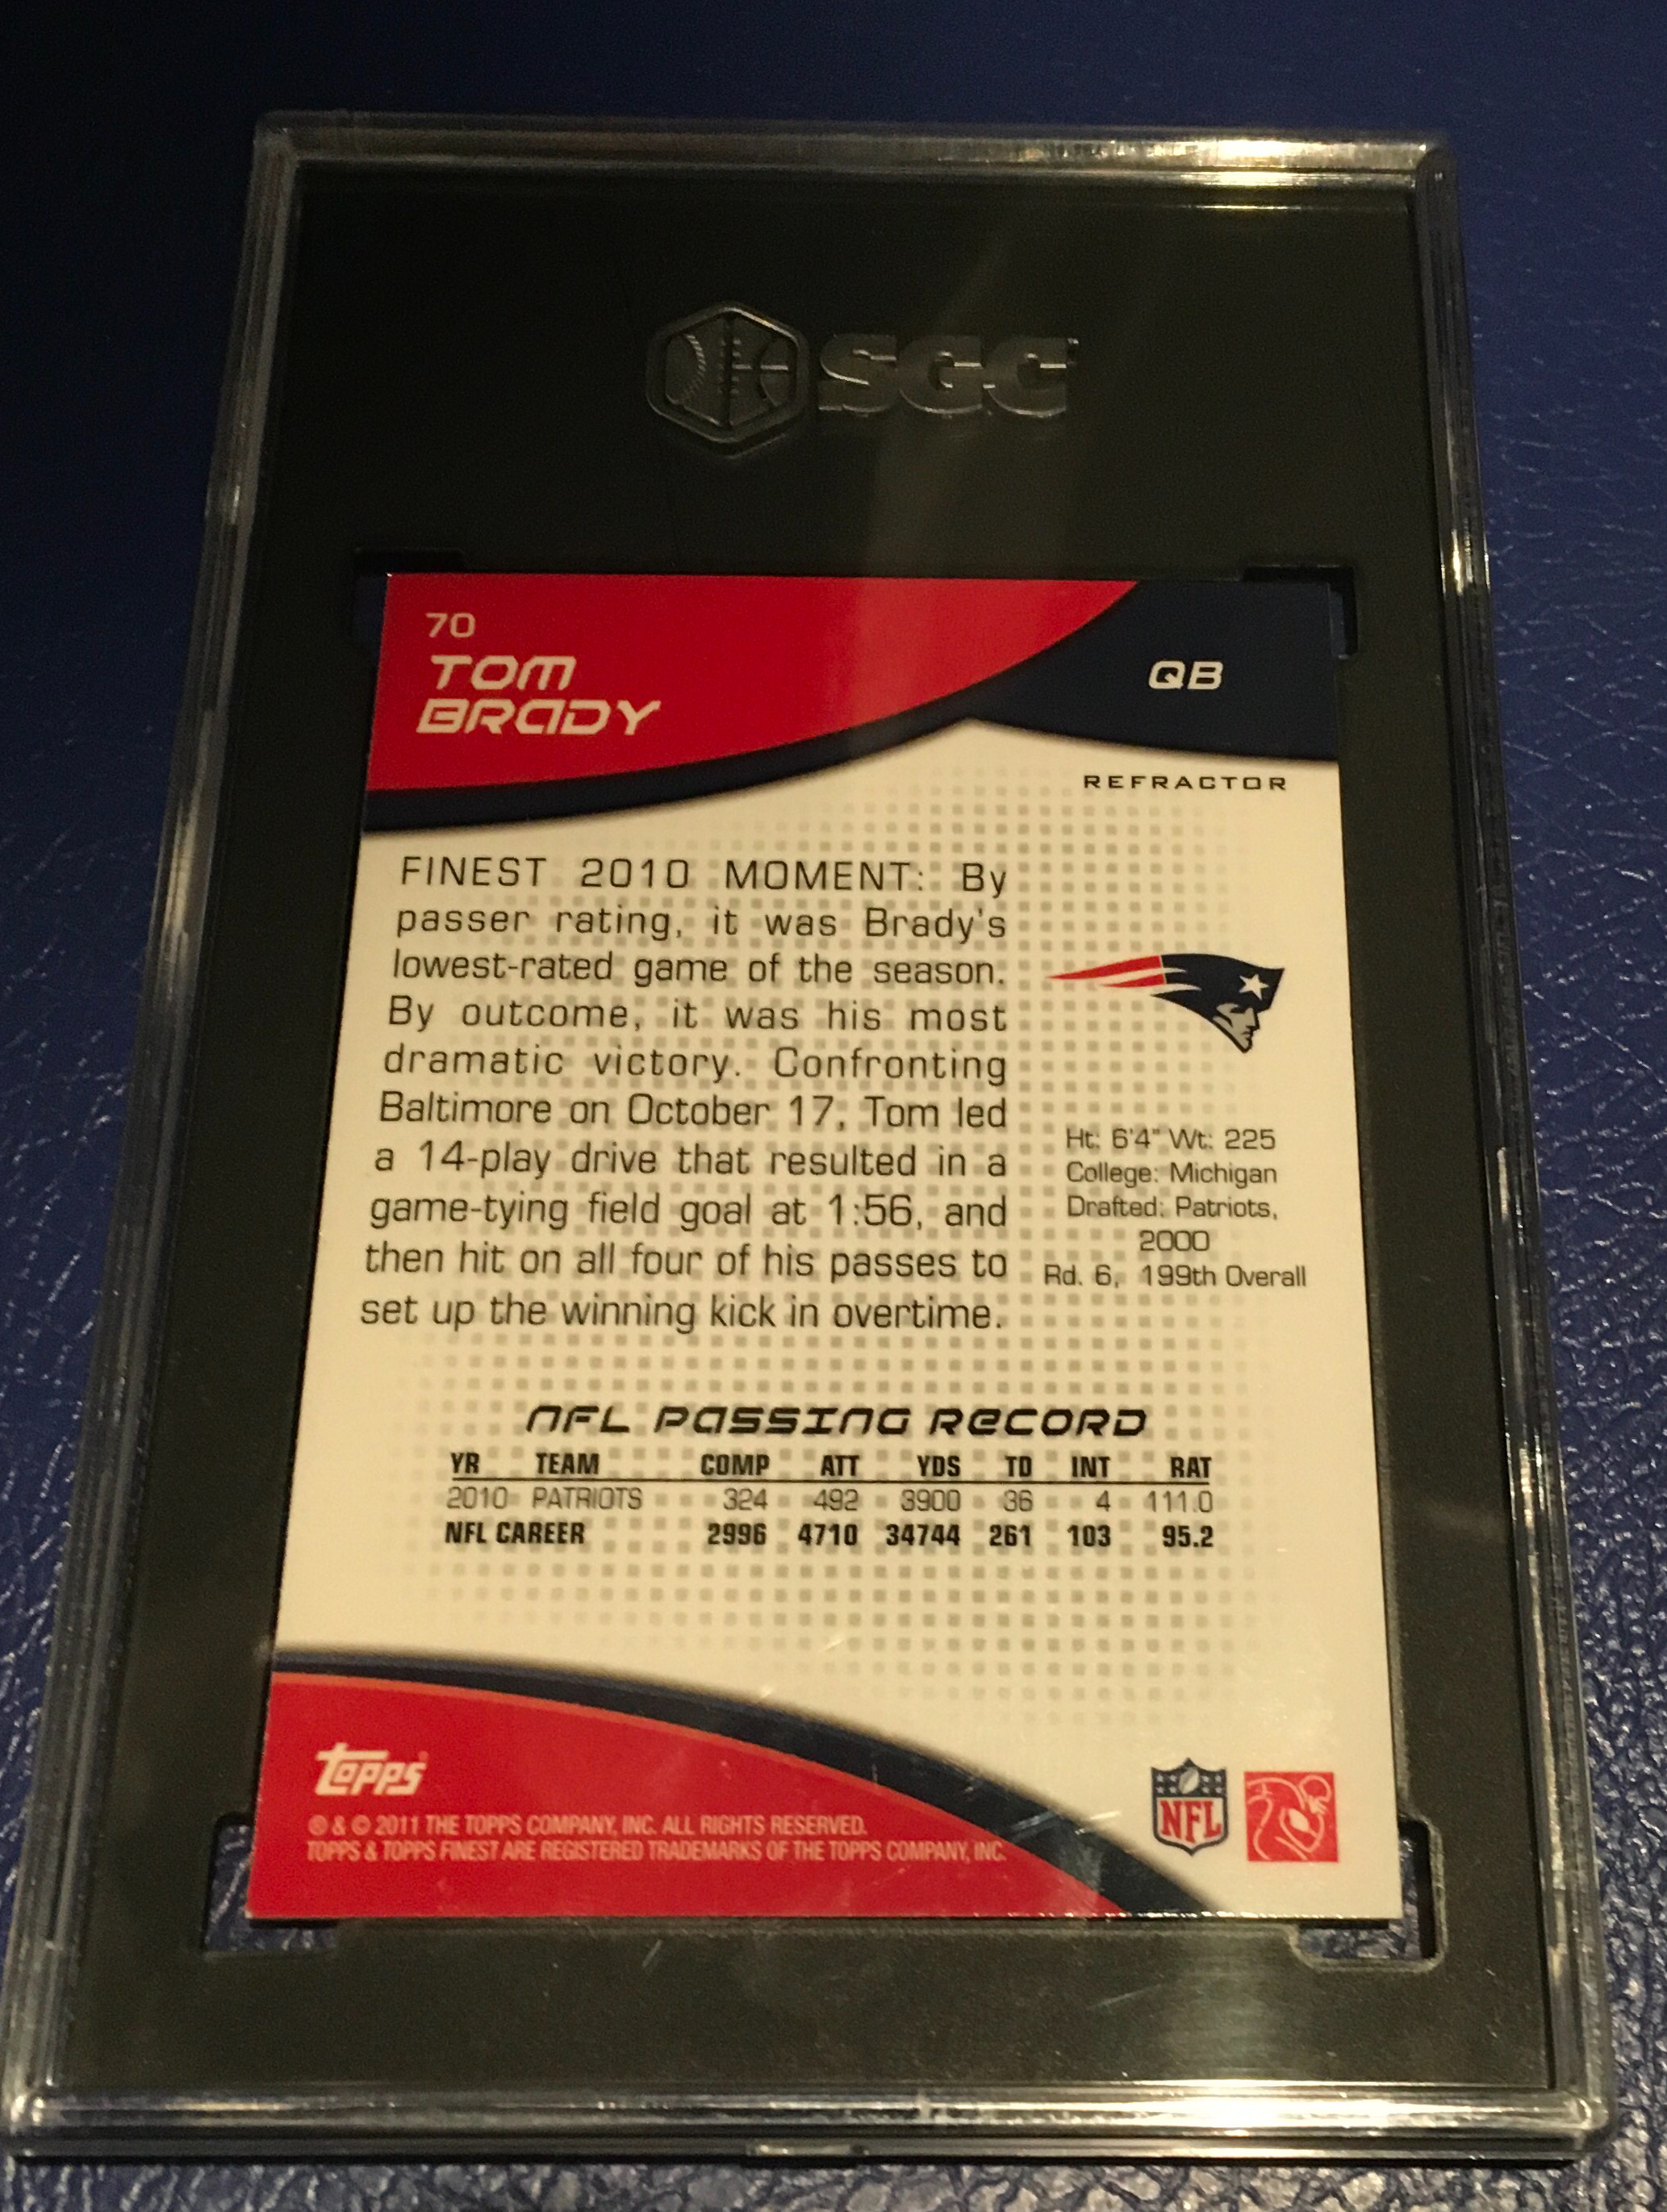 SGC
70
TOM
BRADY
QB
REFRACTOR
FINEST 2010 MOMENT: By
passer rating, it was Brady's
lowest-rated game of the season.
By outcome, it was his most
dramatic victory. Confronting
Baltimore on October 17, Tom led
a 14-play drive that resulted in a
game-tying field goal at 1:56, and
then hit on all four of his passes to
set up the winning kick in overtime.
Ht: 6'4" Wt: 225
College: Michigan
Drafted: Patriots,
2000
Rd. 6, 199th Overall
NFL PASSING RECORD
YR TEAM COMP ATT YDS TD INT RAT
2010 PATRIOTS 324 492 3900 36 4 111.0
NFL CAREER 2996 4710 34744 261 103 95.2
Topps
® & © 2011 THE TOPPS COMPANY, INC. ALL RIGHTS RESERVED.
TOPPS & TOPPS FINEST ARE REGISTERED TRADEMARKS OF THE TOPPS COMPANY, INC.
NFL